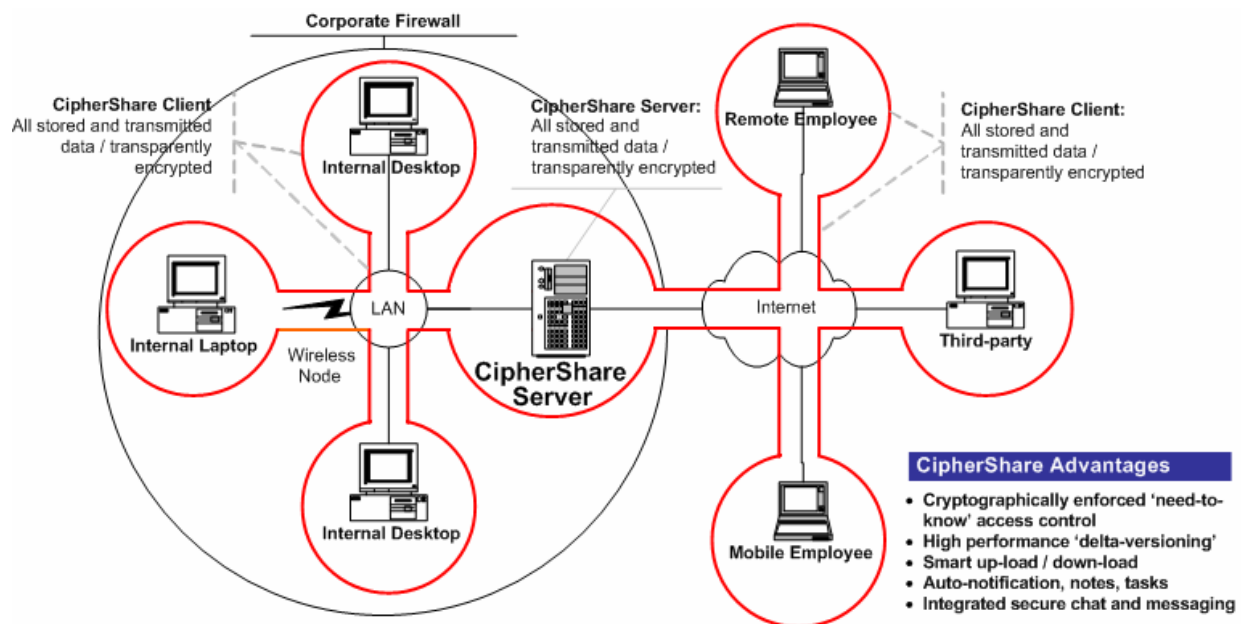 Corporate Firewall
CipherShare Client
All stored and transmitted
data / transparently
encrypted
Internal Desktop
CipherShare Server:
All stored and
transmitted data /
transparently encrypted
Remote Employee
CipherShare Client:
All stored and
transmitted data /
transparently encrypted
Internal Laptop
Wireless
Node
LAN
CipherShare
Server
Internet
Third-party
Internal Desktop
Mobile Employee
CipherShare Advantages
• Cryptographically enforced ‘need-to-
know’ access control
• High performance ‘delta-versioning’
• Smart up-load / down-load
• Auto-notification, notes, tasks
• Integrated secure chat and messaging